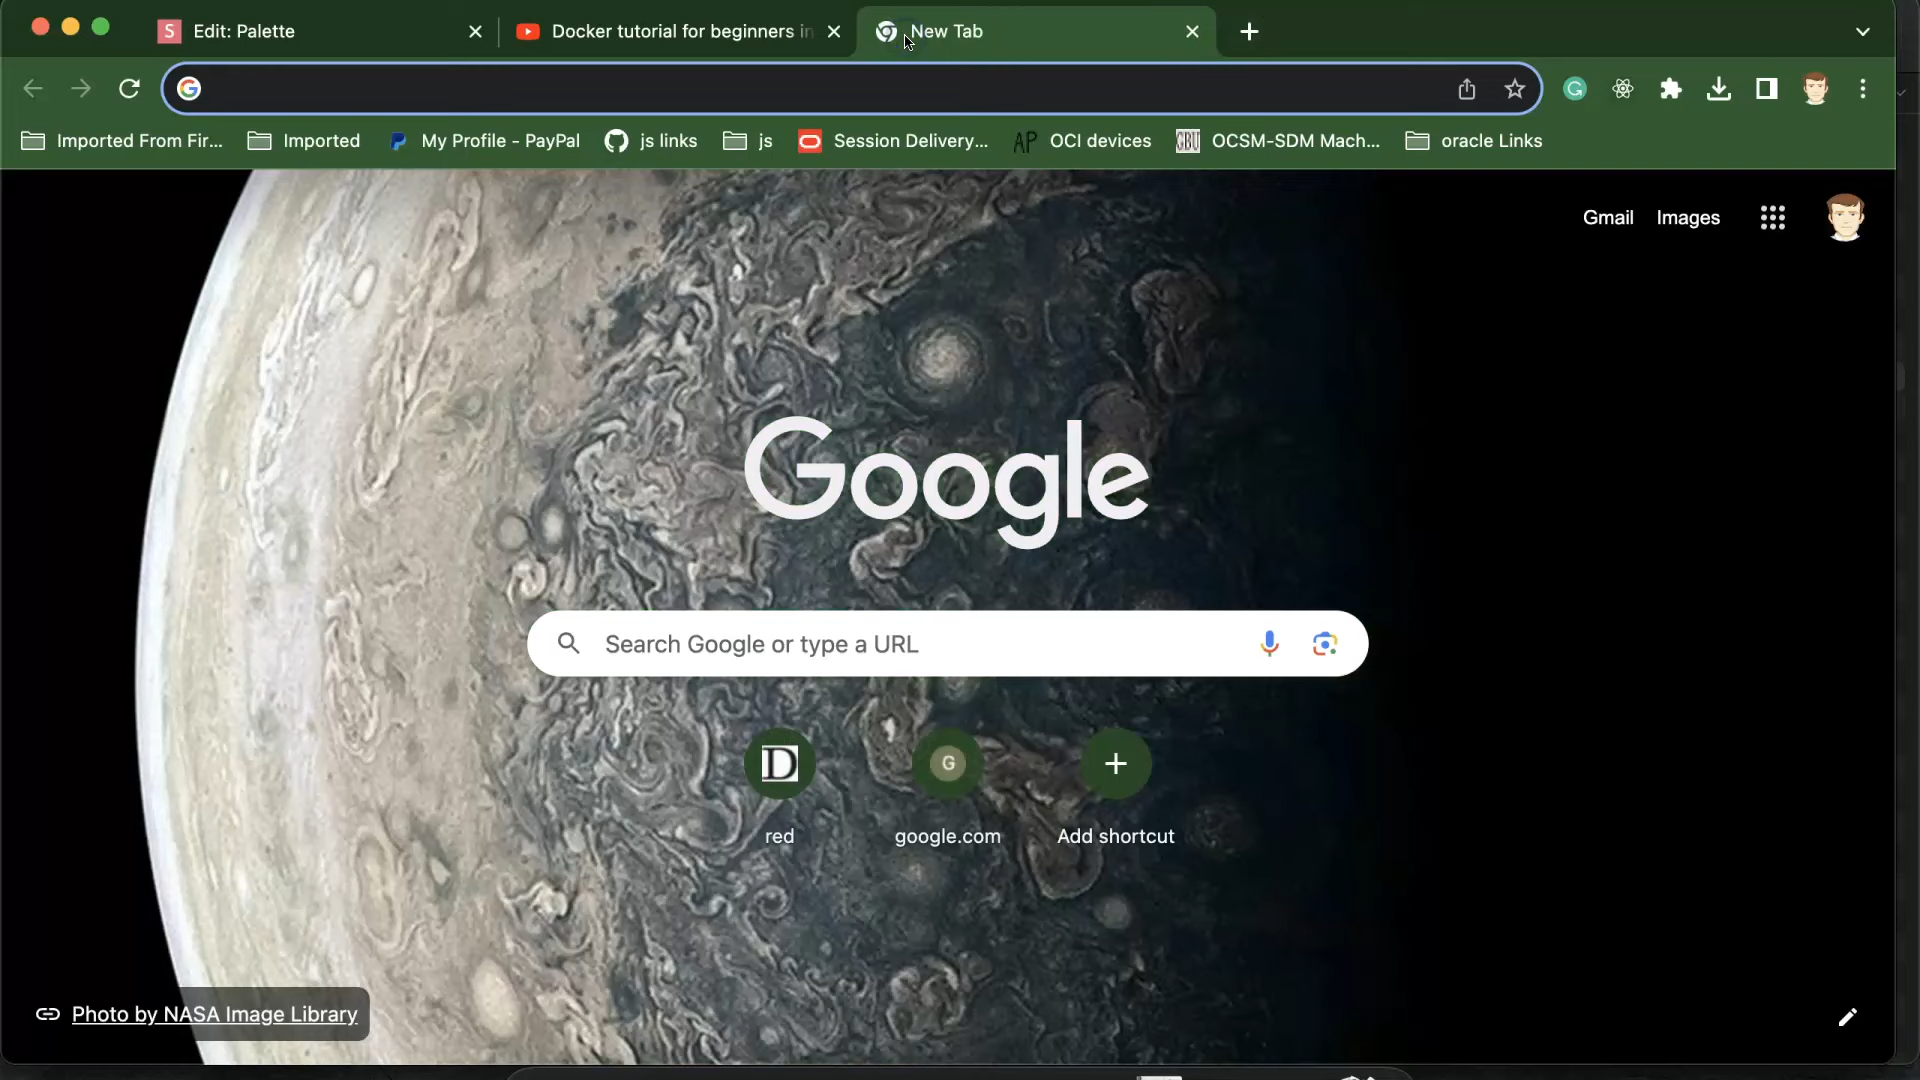 S Edit: Palette
Docker tutorial for beginners in
New Tab
Imported From Fir...
Imported
My Profile - PayPal
js links
js
Session Delivery...
AP OCI devices
GBU OCSM-SDM Mach...
oracle Links
Gmail
Images
Google
Search Google or type a URL
D
G
red
google.com
Add shortcut
Photo by NASA Image Library